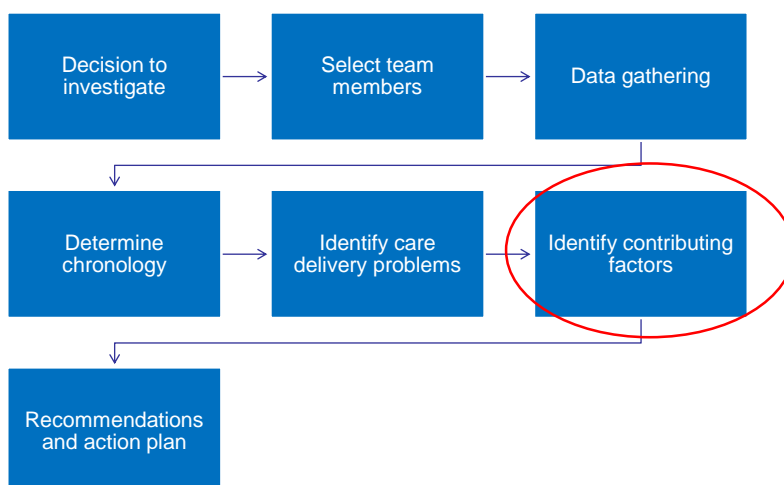 Decision to
investigate
Select team
members
Data gathering
Determine
chronology
Identify care
delivery problems
Identify contributing
factors
Recommendations
and action plan